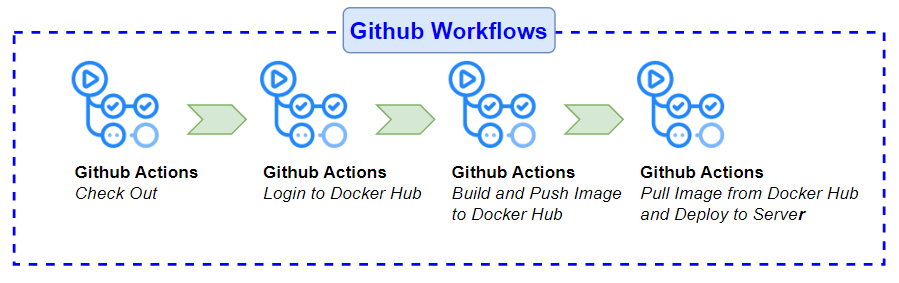 Github Workflows
Github Actions
Check Out
Github Actions
Login to Docker Hub
Github Actions
Build and Push Image
to Docker Hub
Github Actions
Pull Image from Docker Hub
and Deploy to Server